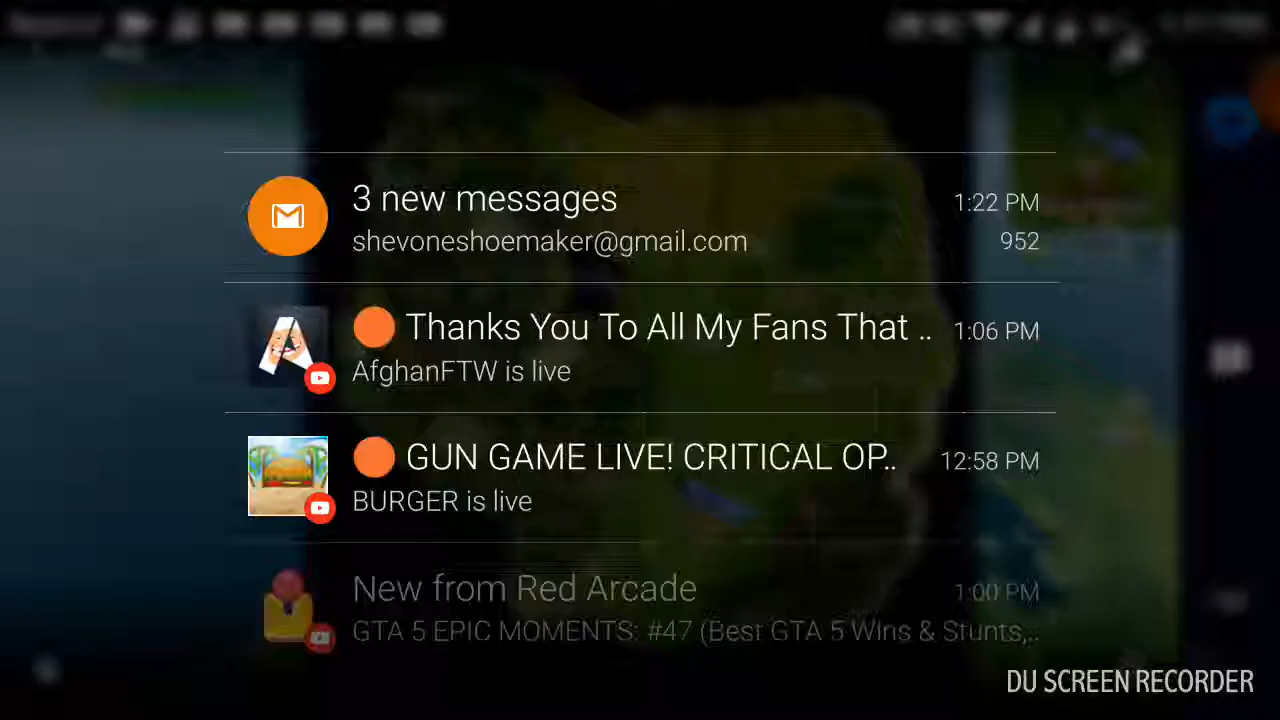 3 new messages
1:22 PM
shevoneshoemaker@gmail.com
952
Thanks You To All My Fans That ..
1:06 PM
AfghanFTW is live
GUN GAME LIVE! CRITICAL OP..
12:58 PM
BURGER is live
New from Red Arcade
1:00 PM
GTA 5 EPIC MOMENTS: #47 (Best GTA 5 WIns & Stunts,..
DU SCREEN RECORDER